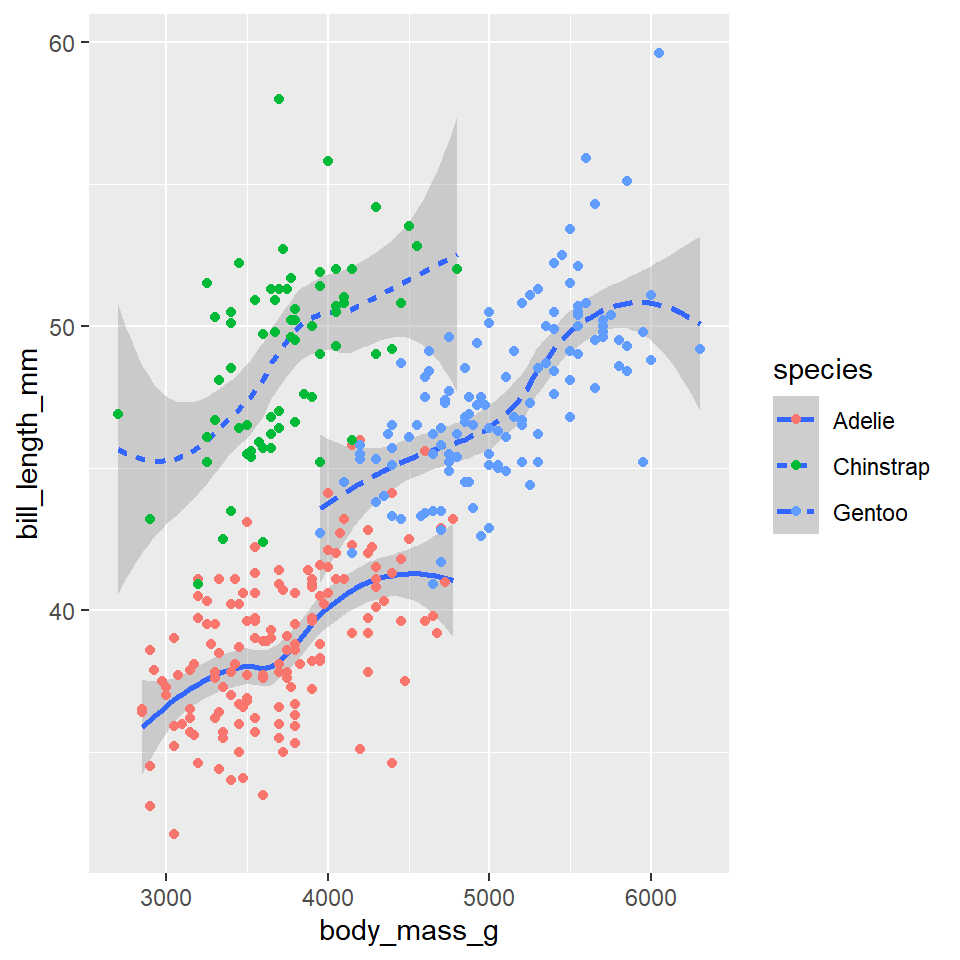 60
50
40
bill_length_mm
3000 4000 5000 6000
body_mass_g
species
Adelie
Chinstrap
Gentoo